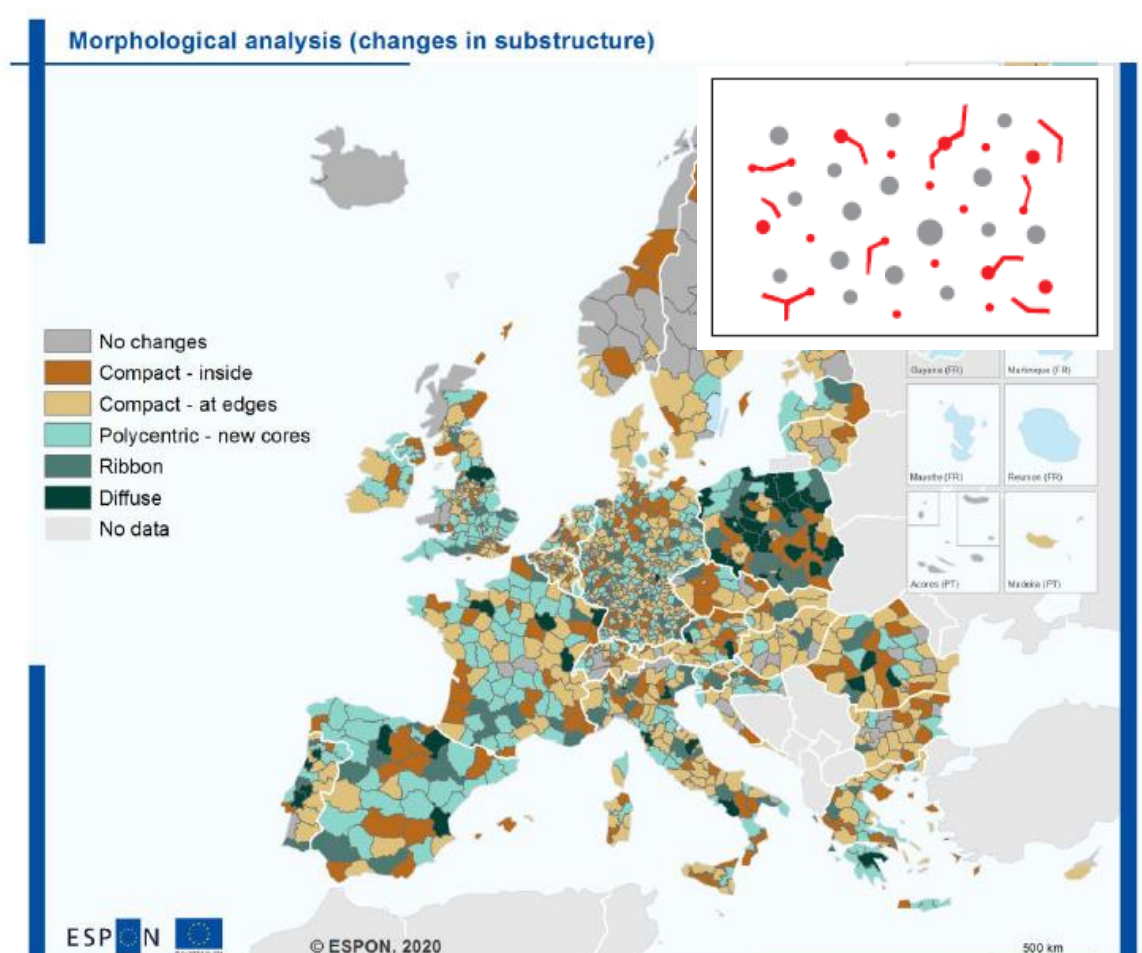 Morphological analysis (changes in substructure)
No changes
Compact - inside
Compact - at edges
Polycentric - new cores
Ribbon
Diffuse
No data
Guyane (FR)
Martinique (FR)
Mayotte (FR)
Reunion (FR)
Acores (PT)
Madeira (PT)
ESPON
© ESPON, 2020
500 km